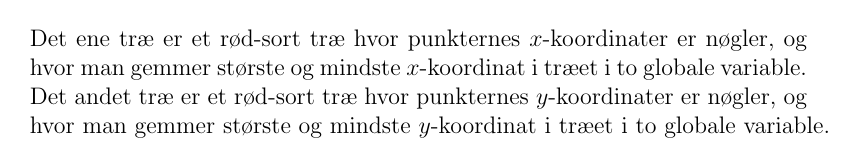 Det ene træ er et rød-sort træ hvor punkternes x-koordinater er nøgler, og
hvor man gemmer største og mindste x-koordinat i træet i to globale variable.
Det andet træ er et rød-sort træ hvor punkternes y-koordinater er nøgler, og
hvor man gemmer største og mindste y-koordinat i træet i to globale variable.